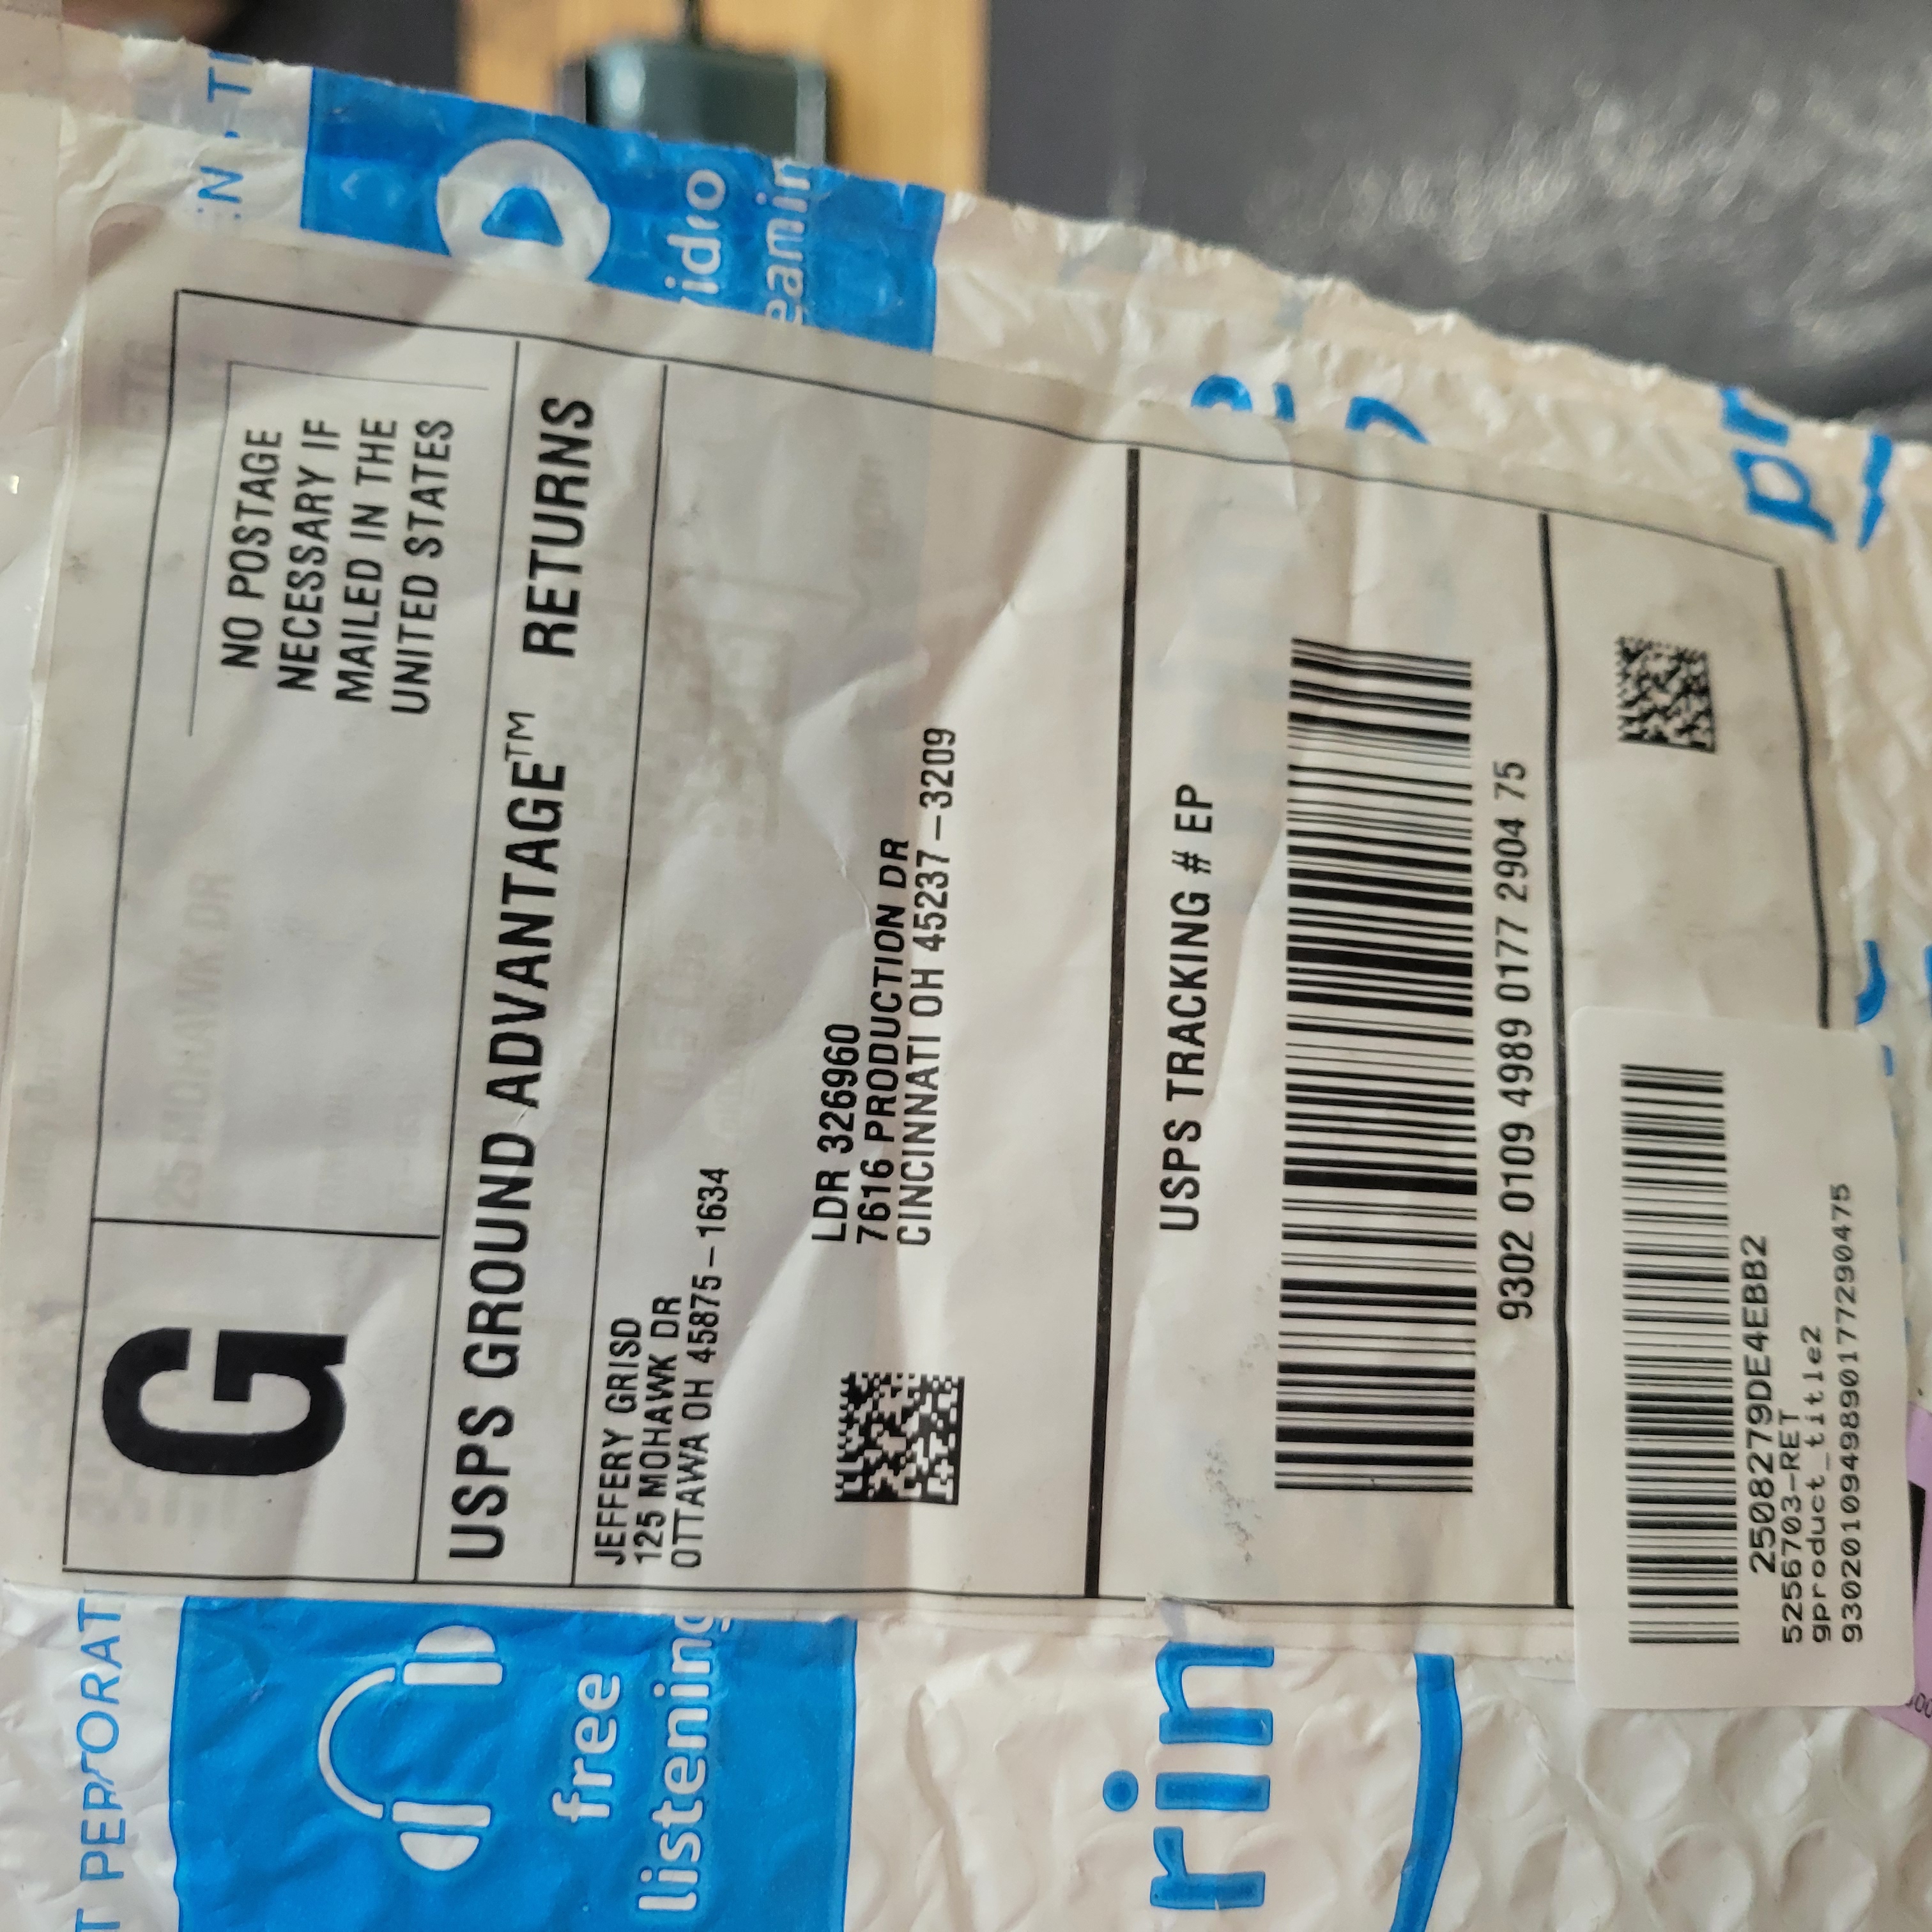 G
NO POSTAGE
NECESSARY IF
MAILED IN THE
UNITED STATES
USPS GROUND ADVANTAGE™ RETURNS
JEFFERY GRISD
125 MOHAWK DR
OTTAWA OH 45875-1634
LDR 326960
7616 PRODUCTION DR
CINCINNATI OH 45237-3209
USPS TRACKING # EP
9302 0109 4989 0177 2904 75
2508279DE4EBB2
52556703-RET
gproduct_title2
9302010949890177290475
free
listening
rin